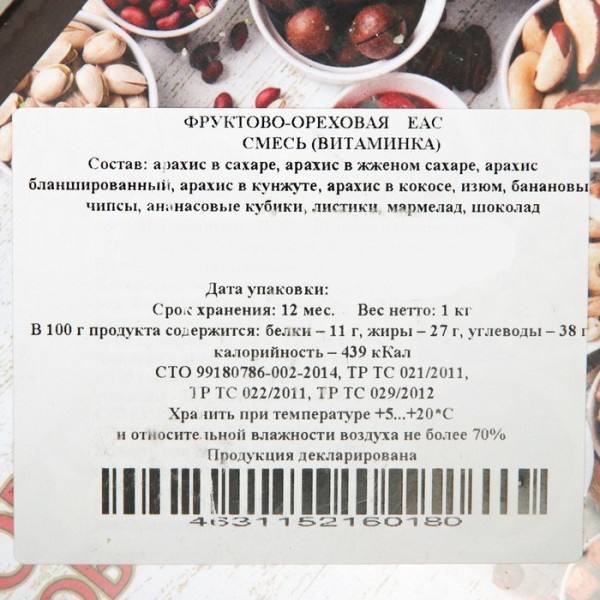 ФРУКТОВО-ОРЕХОВАЯ ЕАС
СМЕСЬ (ВИТАМИНКА)
Состав: арахис в сахаре, арахис в жженом сахаре, арахис
бланшированный, арахис в кунжуте, арахис в кокосе, изюм, банановы
чипсы, ананасовые кубики, листики, мармелад, шоколад
Дата упаковки:
Срок хранения: 12 мес. Вес нетто: 1 кг
В 100 г продукта содержится: белки – 11 г, жиры – 27 г, углеводы – 38 г
калорийность – 439 кКал
СТО 99180786-002-2014, ТР ТС 021/2011,
ТР ТС 022/2011, ТР ТС 029/2012
Хранить при температуре +5...+20*С
и относительной влажности воздуха не более 70%
Продукция декларирована
4631152160180